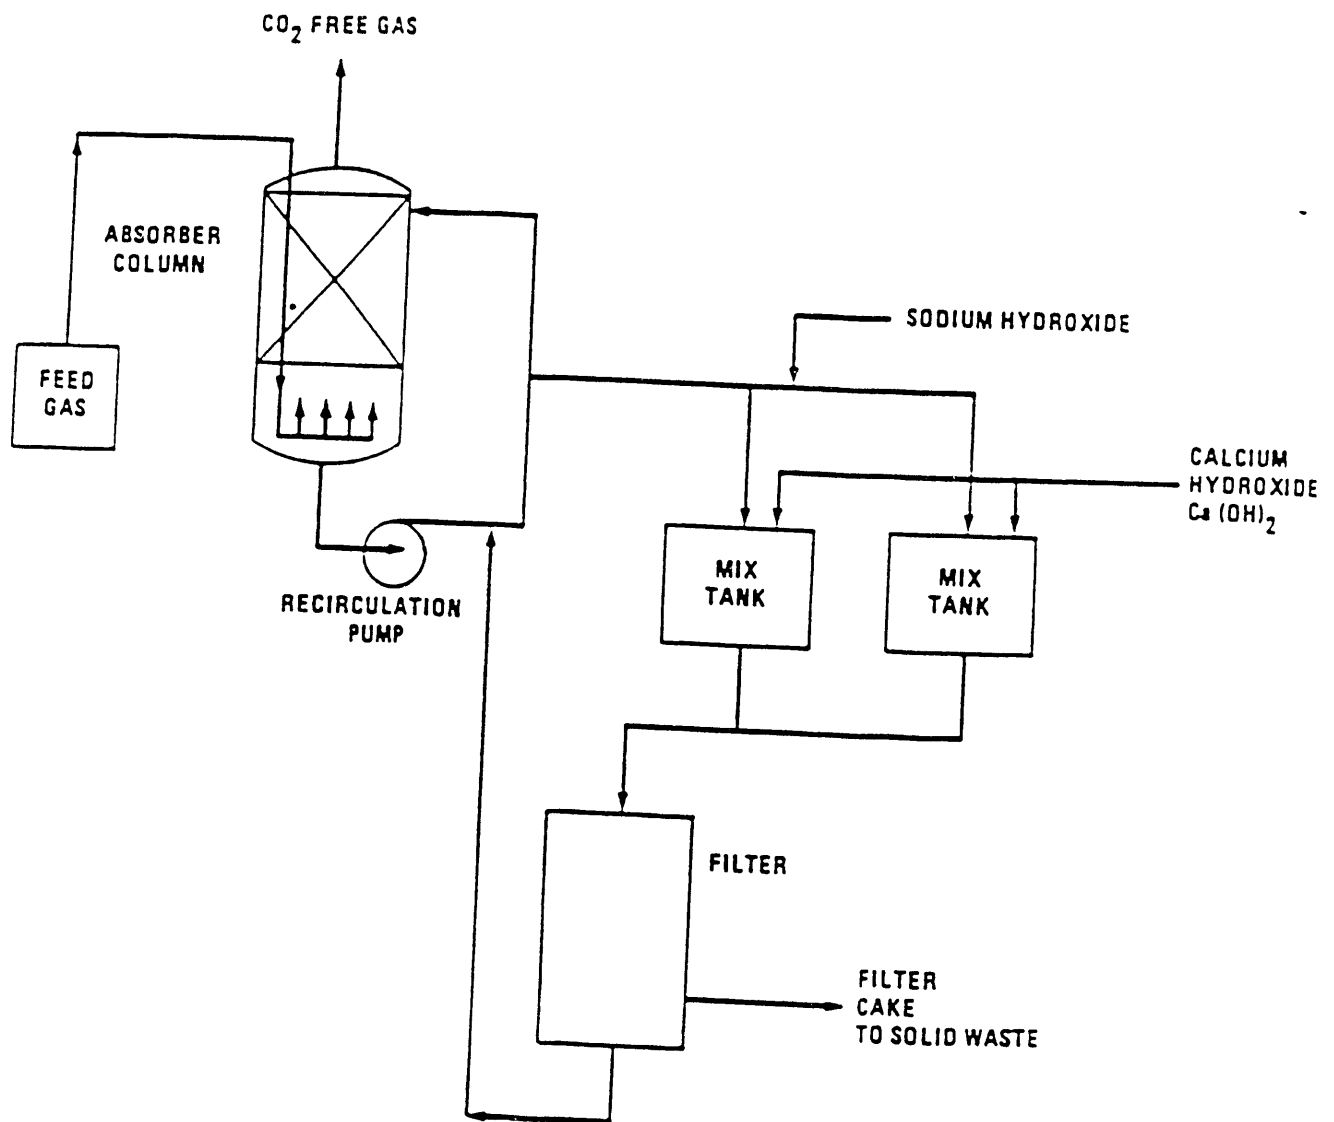 CO2 FREE GAS
ABSORBER
COLUMN
FEED
GAS
SODIUM HYDROXIDE
CALCIUM
HYDROXIDE
Ca (OH)2
MIX
TANK
MIX
TANK
RECIRCULATION
PUMP
FILTER
FILTER
CAKE
TO SOLID WASTE